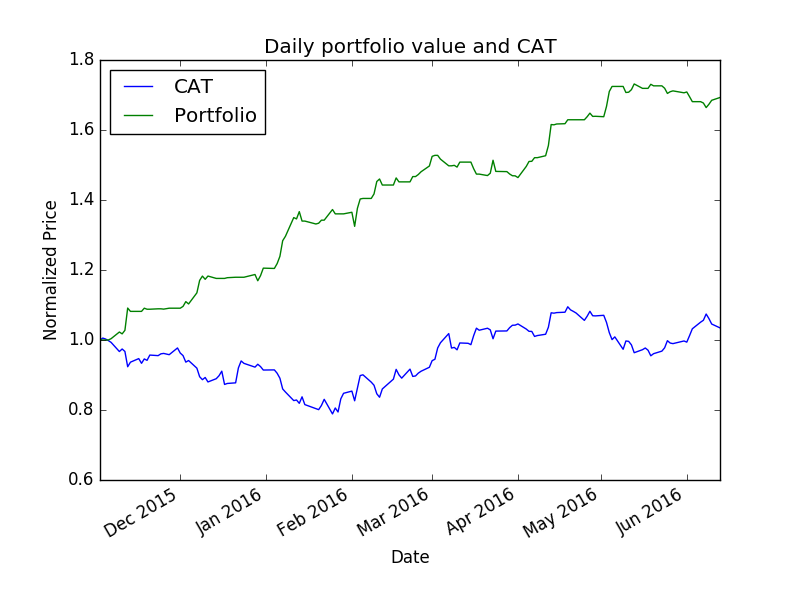 Daily portfolio value and CAT
CAT
Portfolio
1.8
1.6
1.4
1.2
1.0
0.8
0.6
Normalized Price
Dec 2015
Jan 2016
Feb 2016
Mar 2016
Apr 2016
May 2016
Jun 2016
Date